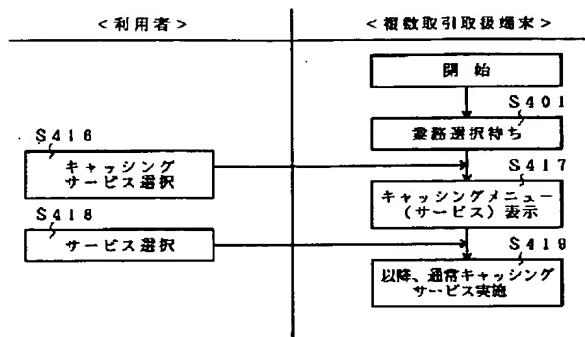 ＜利用者＞
＜複数取引取扱端末＞
開始
S401
業務選択待ち
S416
キャッシング
サービス選択
S417
キャッシングメニュー
（サービス）表示
S418
サービス選択
S419
以降、通常キャッシング
サービス実施